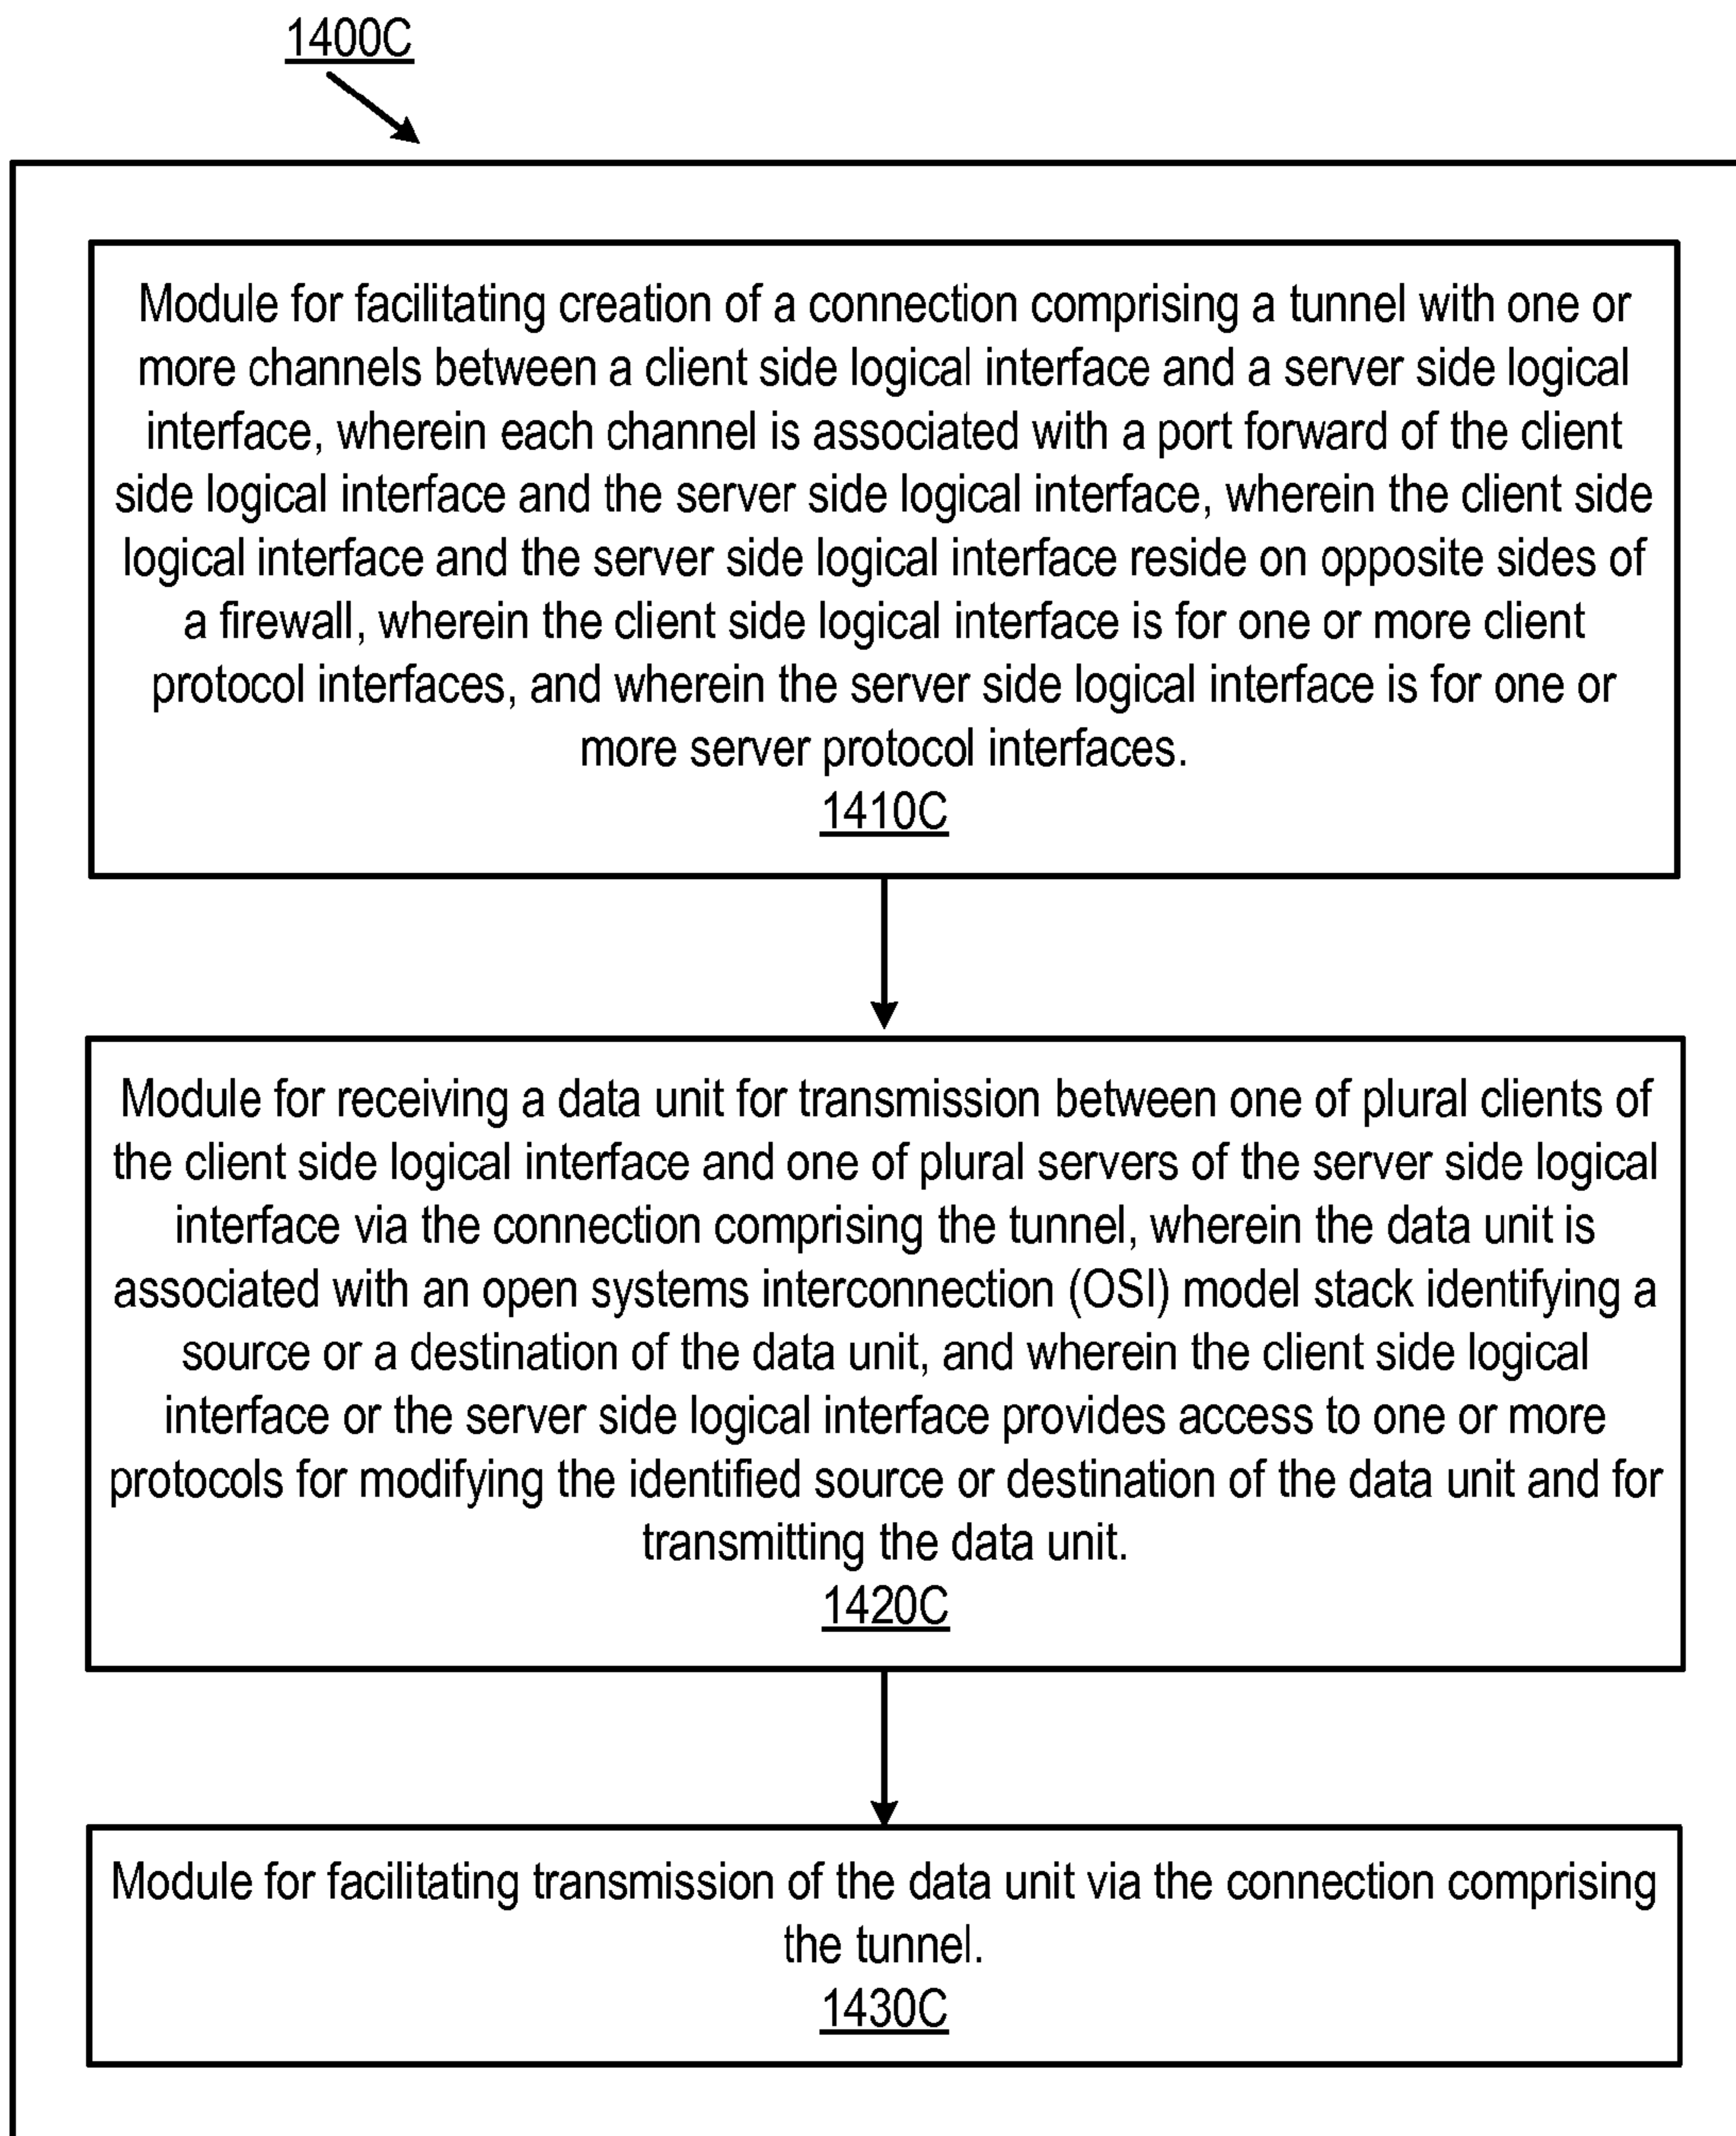 1400C
Module for facilitating creation of a connection comprising a tunnel with one or
more channels between a client side logical interface and a server side logical
interface, wherein each channel is associated with a port forward of the client
side logical interface and the server side logical interface, wherein the client side
logical interface and the server side logical interface reside on opposite sides of
a firewall, wherein the client side logical interface is for one or more client
protocol interfaces, and wherein the server side logical interface is for one or
more server protocol interfaces.
1410C
Module for receiving a data unit for transmission between one of plural clients of
the client side logical interface and one of plural servers of the server side logical
interface via the connection comprising the tunnel, wherein the data unit is
associated with an open systems interconnection (OSI) model stack identifying a
source or a destination of the data unit, and wherein the client side logical
interface or the server side logical interface provides access to one or more
protocols for modifying the identified source or destination of the data unit and for
transmitting the data unit.
1420C
Module for facilitating transmission of the data unit via the connection comprising
the tunnel.
1430C